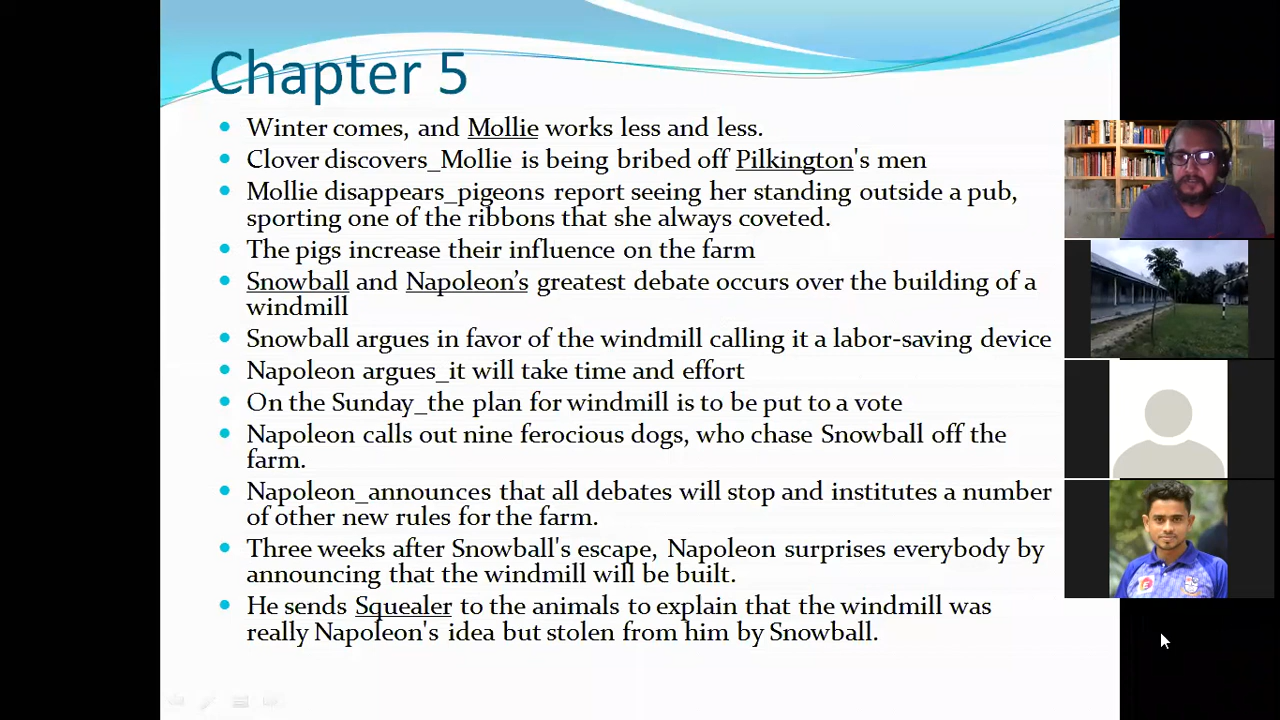 Chapter 5
Winter comes, and Mollie works less and less.
Clover discovers_Mollie is being bribed off Pilkington's men
Mollie disappears_pigeons report seeing her standing outside a pub,
sporting one of the ribbons that she always coveted.
The pigs increase their influence on the farm
Snowball and Napoleon’s greatest debate occurs over the building of a
windmill
Snowball argues in favor of the windmill calling it a labor-saving device
Napoleon argues_it will take time and effort
On the Sunday_the plan for windmill is to be put to a vote
Napoleon calls out nine ferocious dogs, who chase Snowball off the
farm.
Napoleon_announces that all debates will stop and institutes a number
of other new rules for the farm.
Three weeks after Snowball's escape, Napoleon surprises everybody by
announcing that the windmill will be built.
He sends Squealer to the animals to explain that the windmill was
really Napoleon's idea but stolen from him by Snowball.